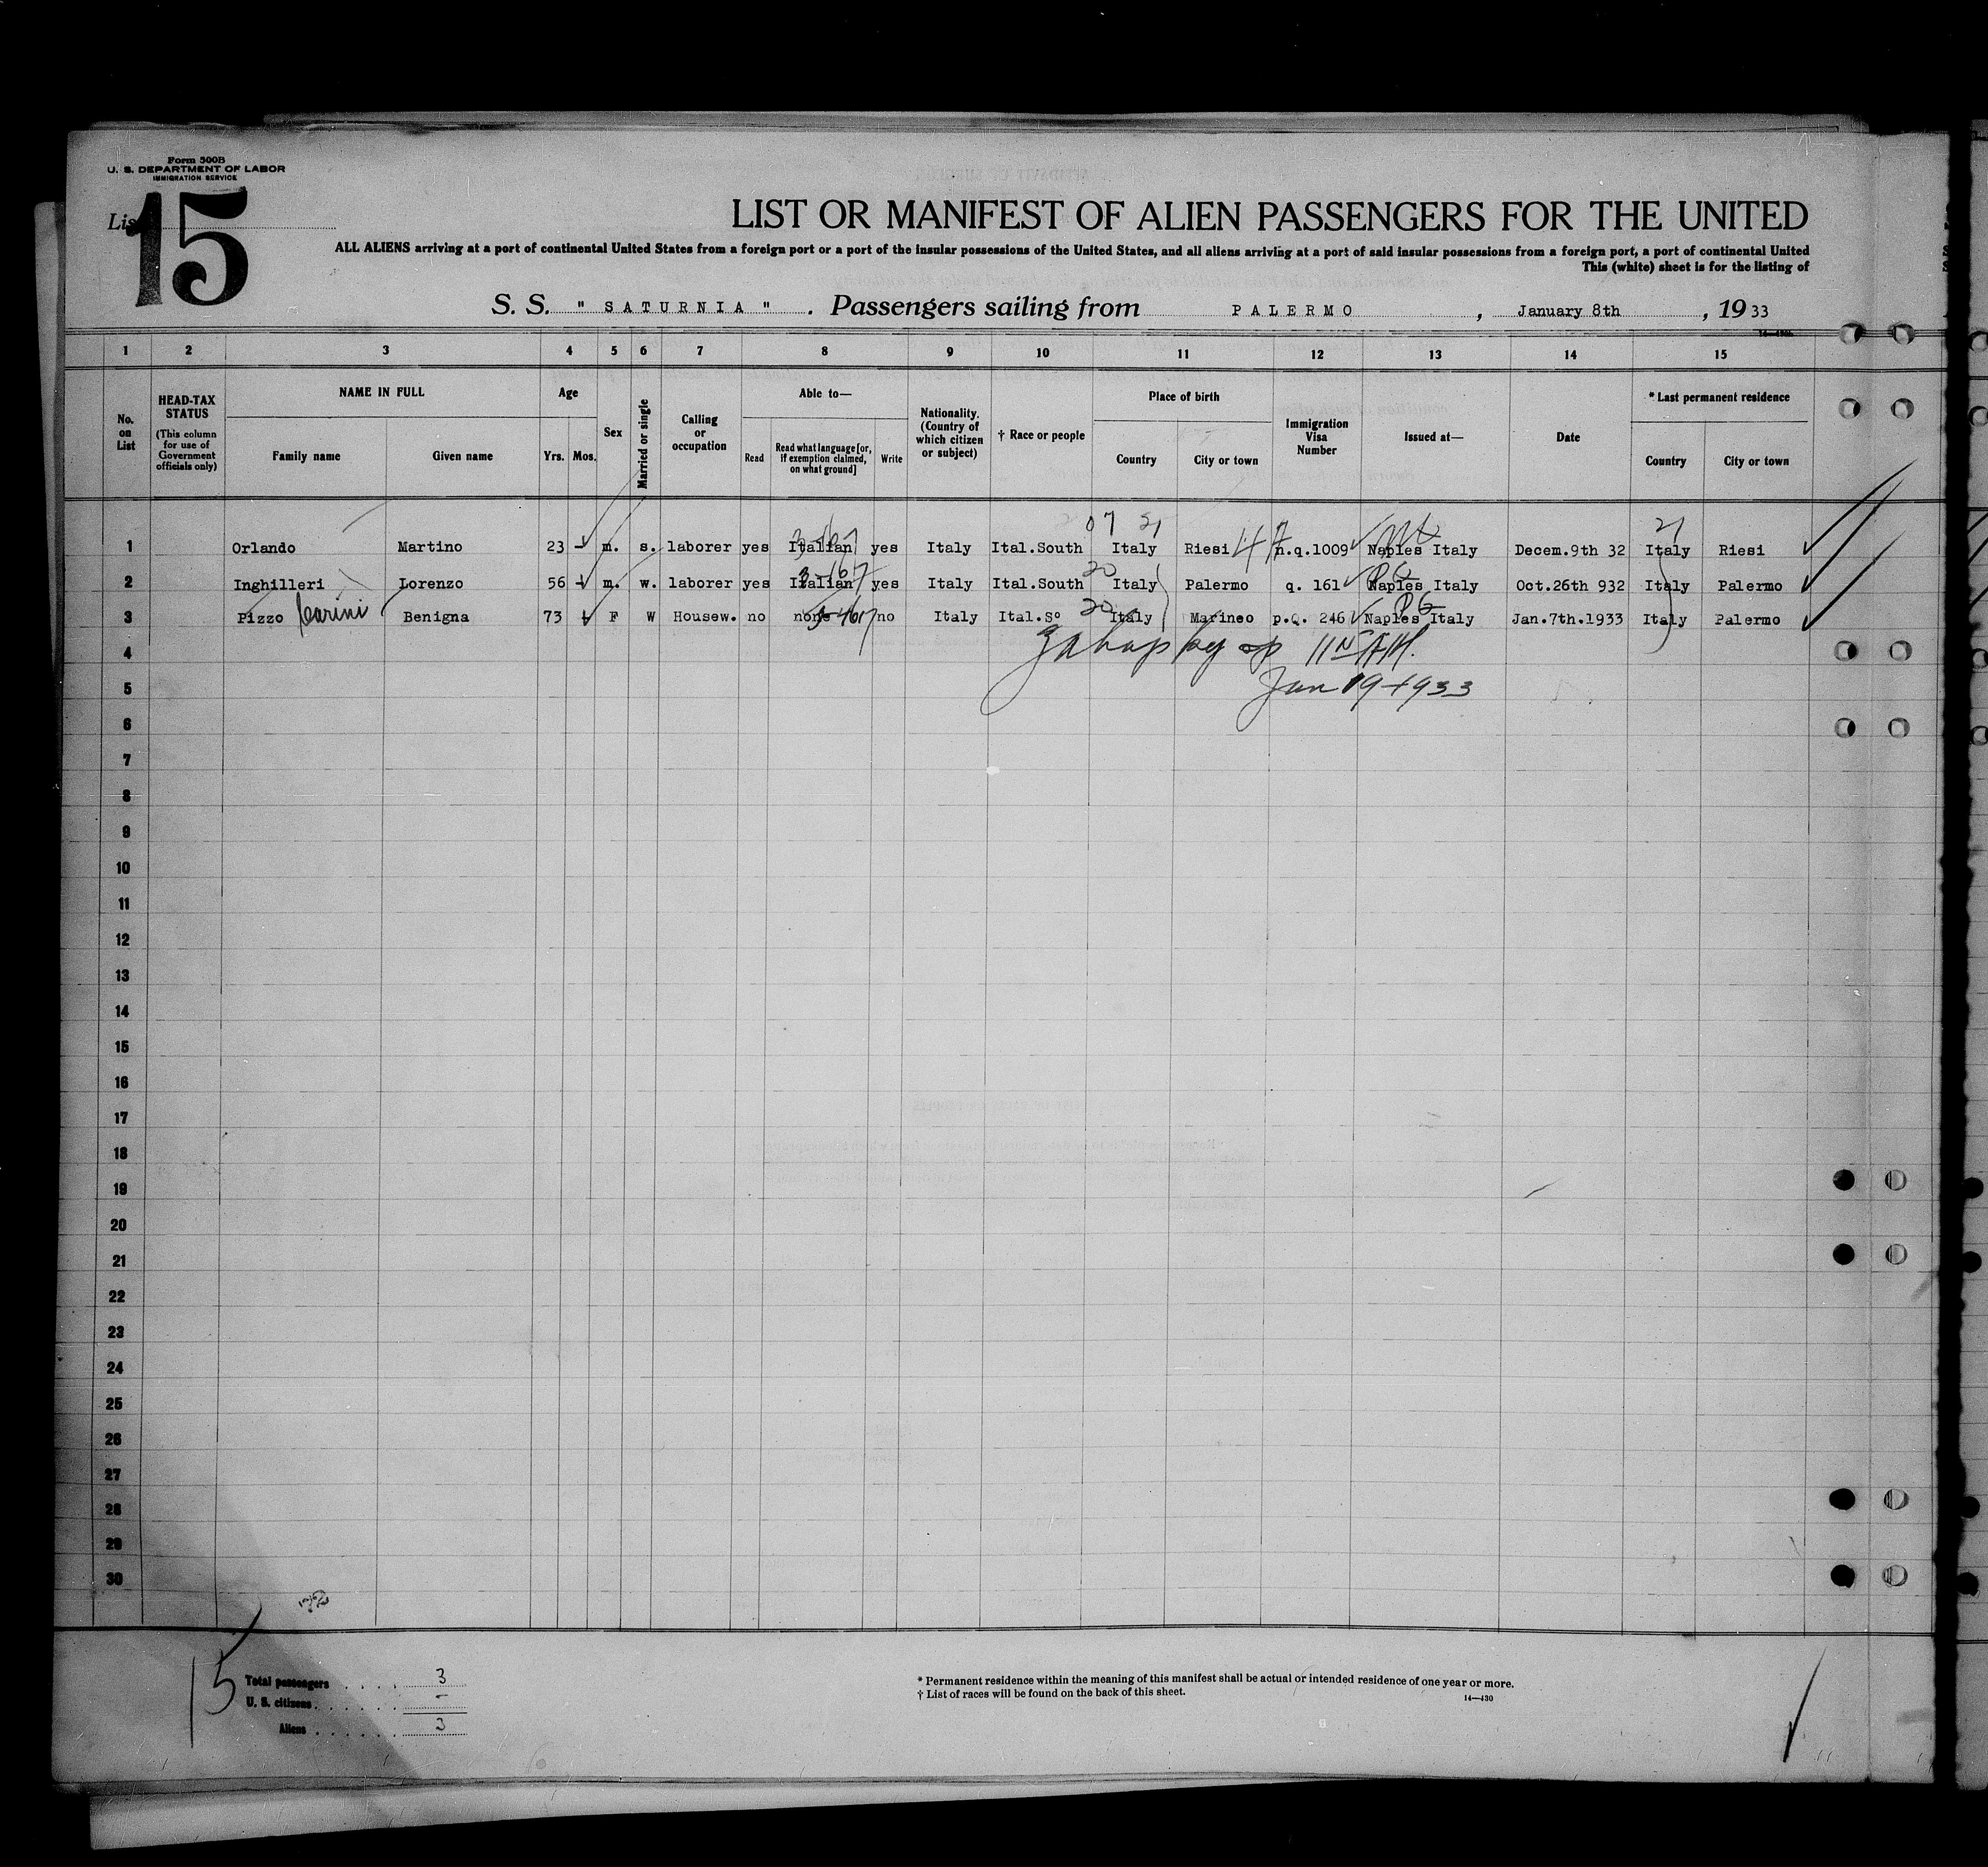 Form 500B
U. S. DEPARTMENT OF LABOR
IMMIGRATION SERVICE
List 15
LIST OR MANIFEST OF ALIEN PASSENGERS FOR THE UNITED
ALL ALIENS arriving at a port of continental United States from a foreign port or a port of the insular possessions of the United States, and all aliens arriving at a port of said insular possessions from a foreign port, a port of continental United
This (white) sheet is for the listing of
S. S. " SATURNIA " . Passengers sailing from PALERMO , January 8th , 19 33
1 2 3 4 5 6 7 8 9 10 11 12 13 14 15
No. on List
HEAD-TAX STATUS
(This column for use of Government officials only)
NAME IN FULL
Family name Given name
Age
Yrs. Mos.
Sex
Married or single
Calling or occupation
Able to—
Read Read what language [or, if exemption claimed, on what ground] Write
Nationality. (Country of which citizen or subject)
† Race or people
Place of birth
Country City or town
Immigration Visa Number
Issued at—
Date
* Last permanent residence
Country City or town
07 21 21
1 Orlando Martino 23 m. s. laborer yes Italian yes Italy Ital.South Italy Riesi n.q.1009 Naples Italy Decem.9th 32 Italy Riesi
2 Inghilleri Lorenzo 56 m. w. laborer yes Italian yes Italy Ital.South 20 Italy Palermo q. 161 Naples Italy Oct.26th 932 Italy Palermo
3 Pizzo Carini Benigna 73 F W Housew. no none no Italy Ital.Sº 20 Italy Marineo p.Q. 246 Naples Italy Jan.7th.1933 Italy Palermo
4
5 Jan 19 1933
6
7
8
9
10
11
12
13
14
15
16
17
18
19
20
21
22
23
24
25
26
27
28
29
30
15
Total passengers . . . . . 3
U. S. citizens . . . . . . –
Aliens . . . . . . 3
* Permanent residence within the meaning of this manifest shall be actual or intended residence of one year or more.
† List of races will be found on the back of this sheet.
14—430